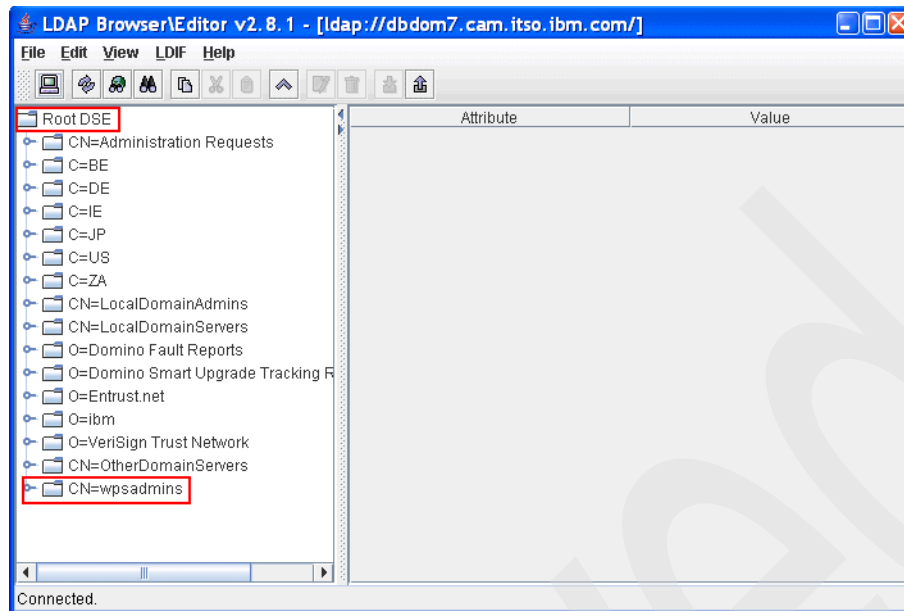 LDAP Browser\Editor v2.8.1 - [ldap://dbdom7.cam.itso.ibm.com/]
File Edit View LDIF Help
Attribute Value
Root DSE
CN=Administration Requests
C=BE
C=DE
C=IE
C=JP
C=US
C=ZA
CN=LocalDomainAdmins
CN=LocalDomainServers
O=Domino Fault Reports
O=Domino Smart Upgrade Tracking R
O=Entrust.net
O=ibm
O=VeriSign Trust Network
CN=OtherDomainServers
CN=wpsadmins
Connected.